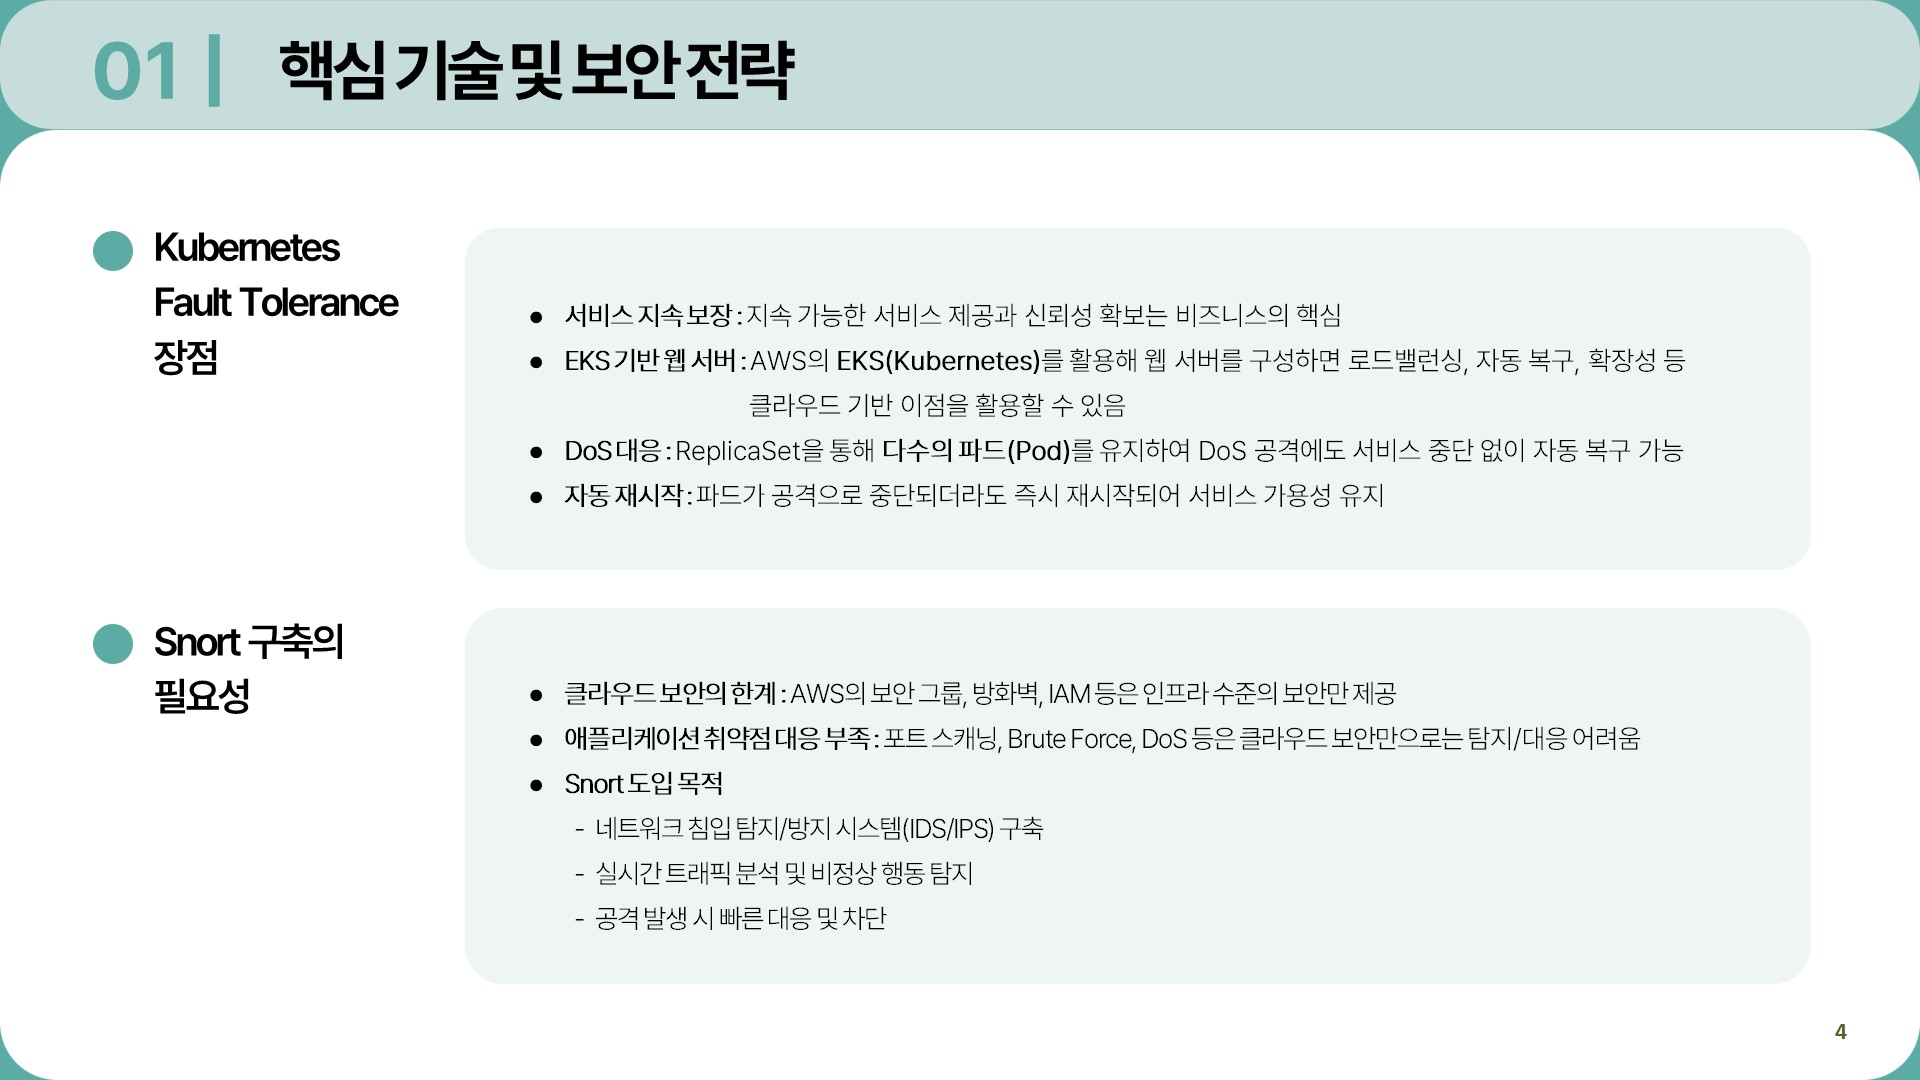 01 | 핵심 기술 및 보안 전략
Kubernetes
Fault Tolerance
장점
● 서비스 지속 보장 : 지속 가능한 서비스 제공과 신뢰성 확보는 비즈니스의 핵심
● EKS 기반 웹 서버 : AWS의 EKS(Kubernetes)를 활용해 웹 서버를 구성하면 로드밸런싱, 자동 복구, 확장성 등
클라우드 기반 이점을 활용할 수 있음
● DoS 대응 : ReplicaSet을 통해 다수의 파드(Pod)를 유지하여 DoS 공격에도 서비스 중단 없이 자동 복구 가능
● 자동 재시작 : 파드가 공격으로 중단되더라도 즉시 재시작되어 서비스 가용성 유지
Snort 구축의
필요성
● 클라우드 보안의 한계 : AWS의 보안 그룹, 방화벽, IAM 등은 인프라 수준의 보안만 제공
● 애플리케이션 취약점 대응 부족 : 포트 스캐닝, Brute Force, DoS 등은 클라우드 보안만으로는 탐지/대응 어려움
● Snort 도입 목적
- 네트워크 침입 탐지/방지 시스템(IDS/IPS) 구축
- 실시간 트래픽 분석 및 비정상 행동 탐지
- 공격 발생 시 빠른 대응 및 차단
4